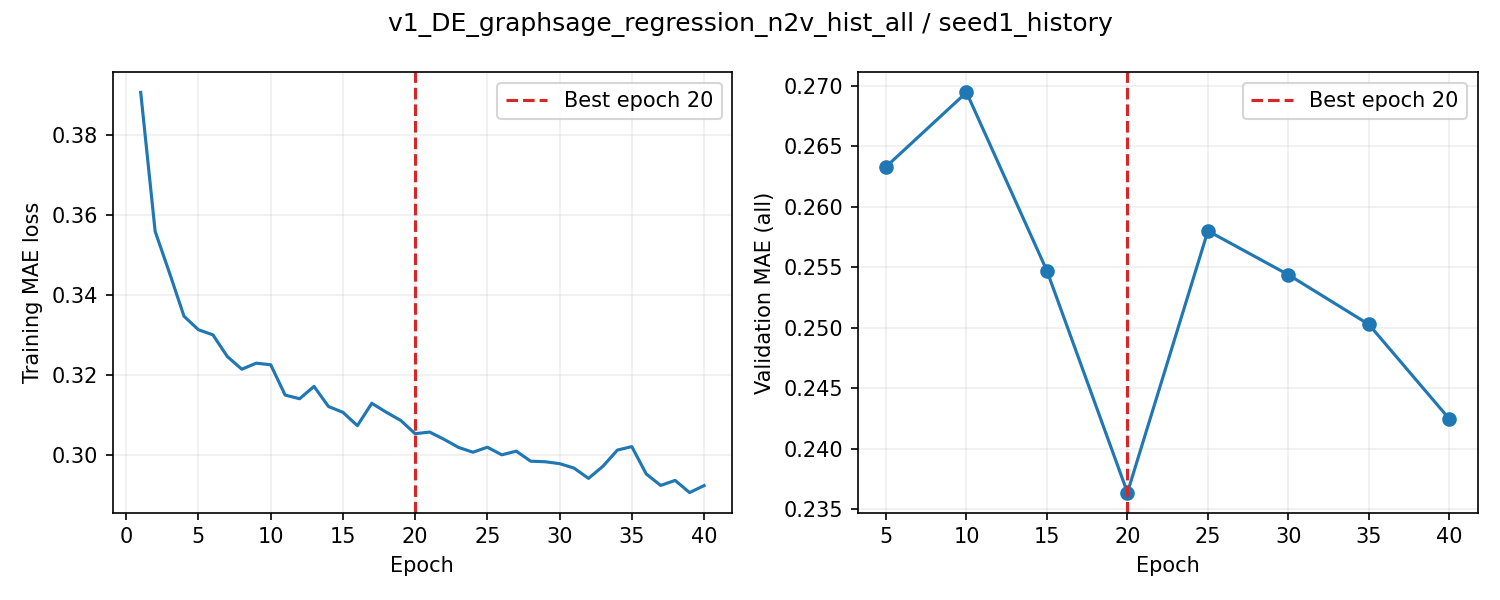 v1_DE_graphsage_regression_n2v_hist_all / seed1_history
Training MAE loss
0.38
0.36
0.34
0.32
0.30
Best epoch 20
0 5 10 15 20 25 30 35 40
Epoch
Validation MAE (all)
0.270
0.265
0.260
0.255
0.250
0.245
0.240
0.235
Best epoch 20
5 10 15 20 25 30 35 40
Epoch